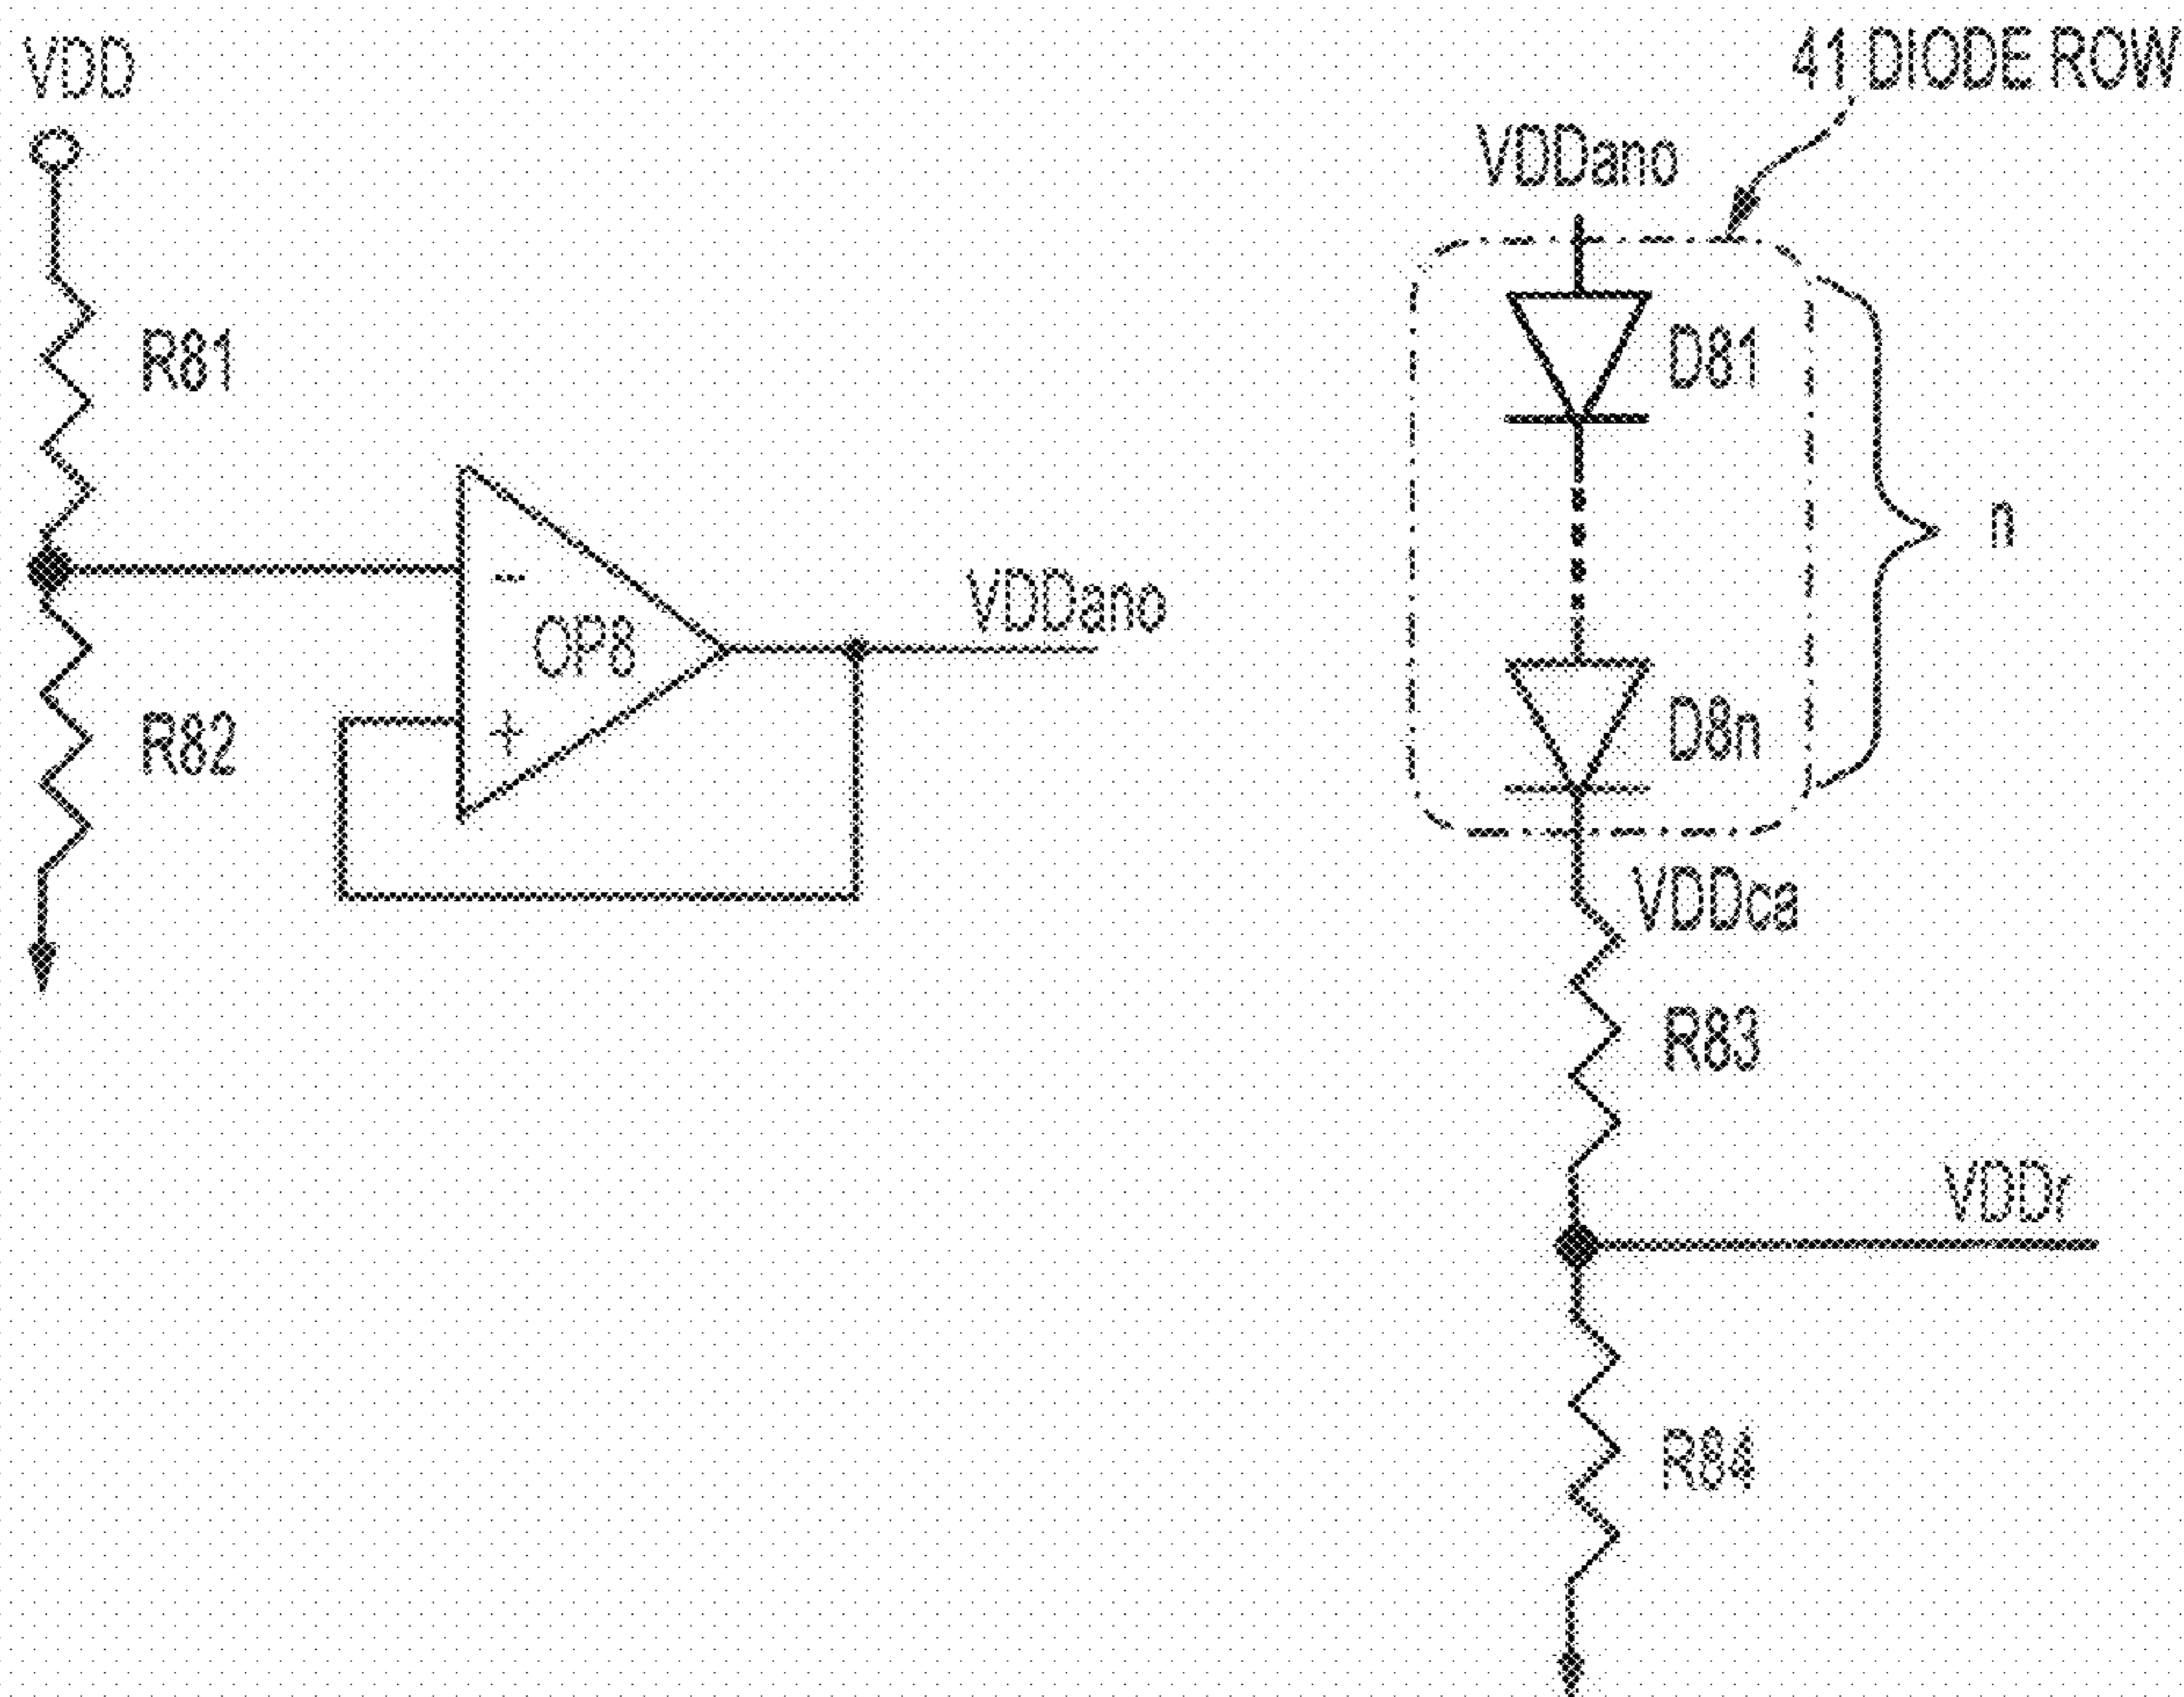 VDD
R81
R82
-
OP8
+
VDDano
41 DIODE ROW
VDDano
D81
n
D8n
VDDca
R83
VDDr
R84